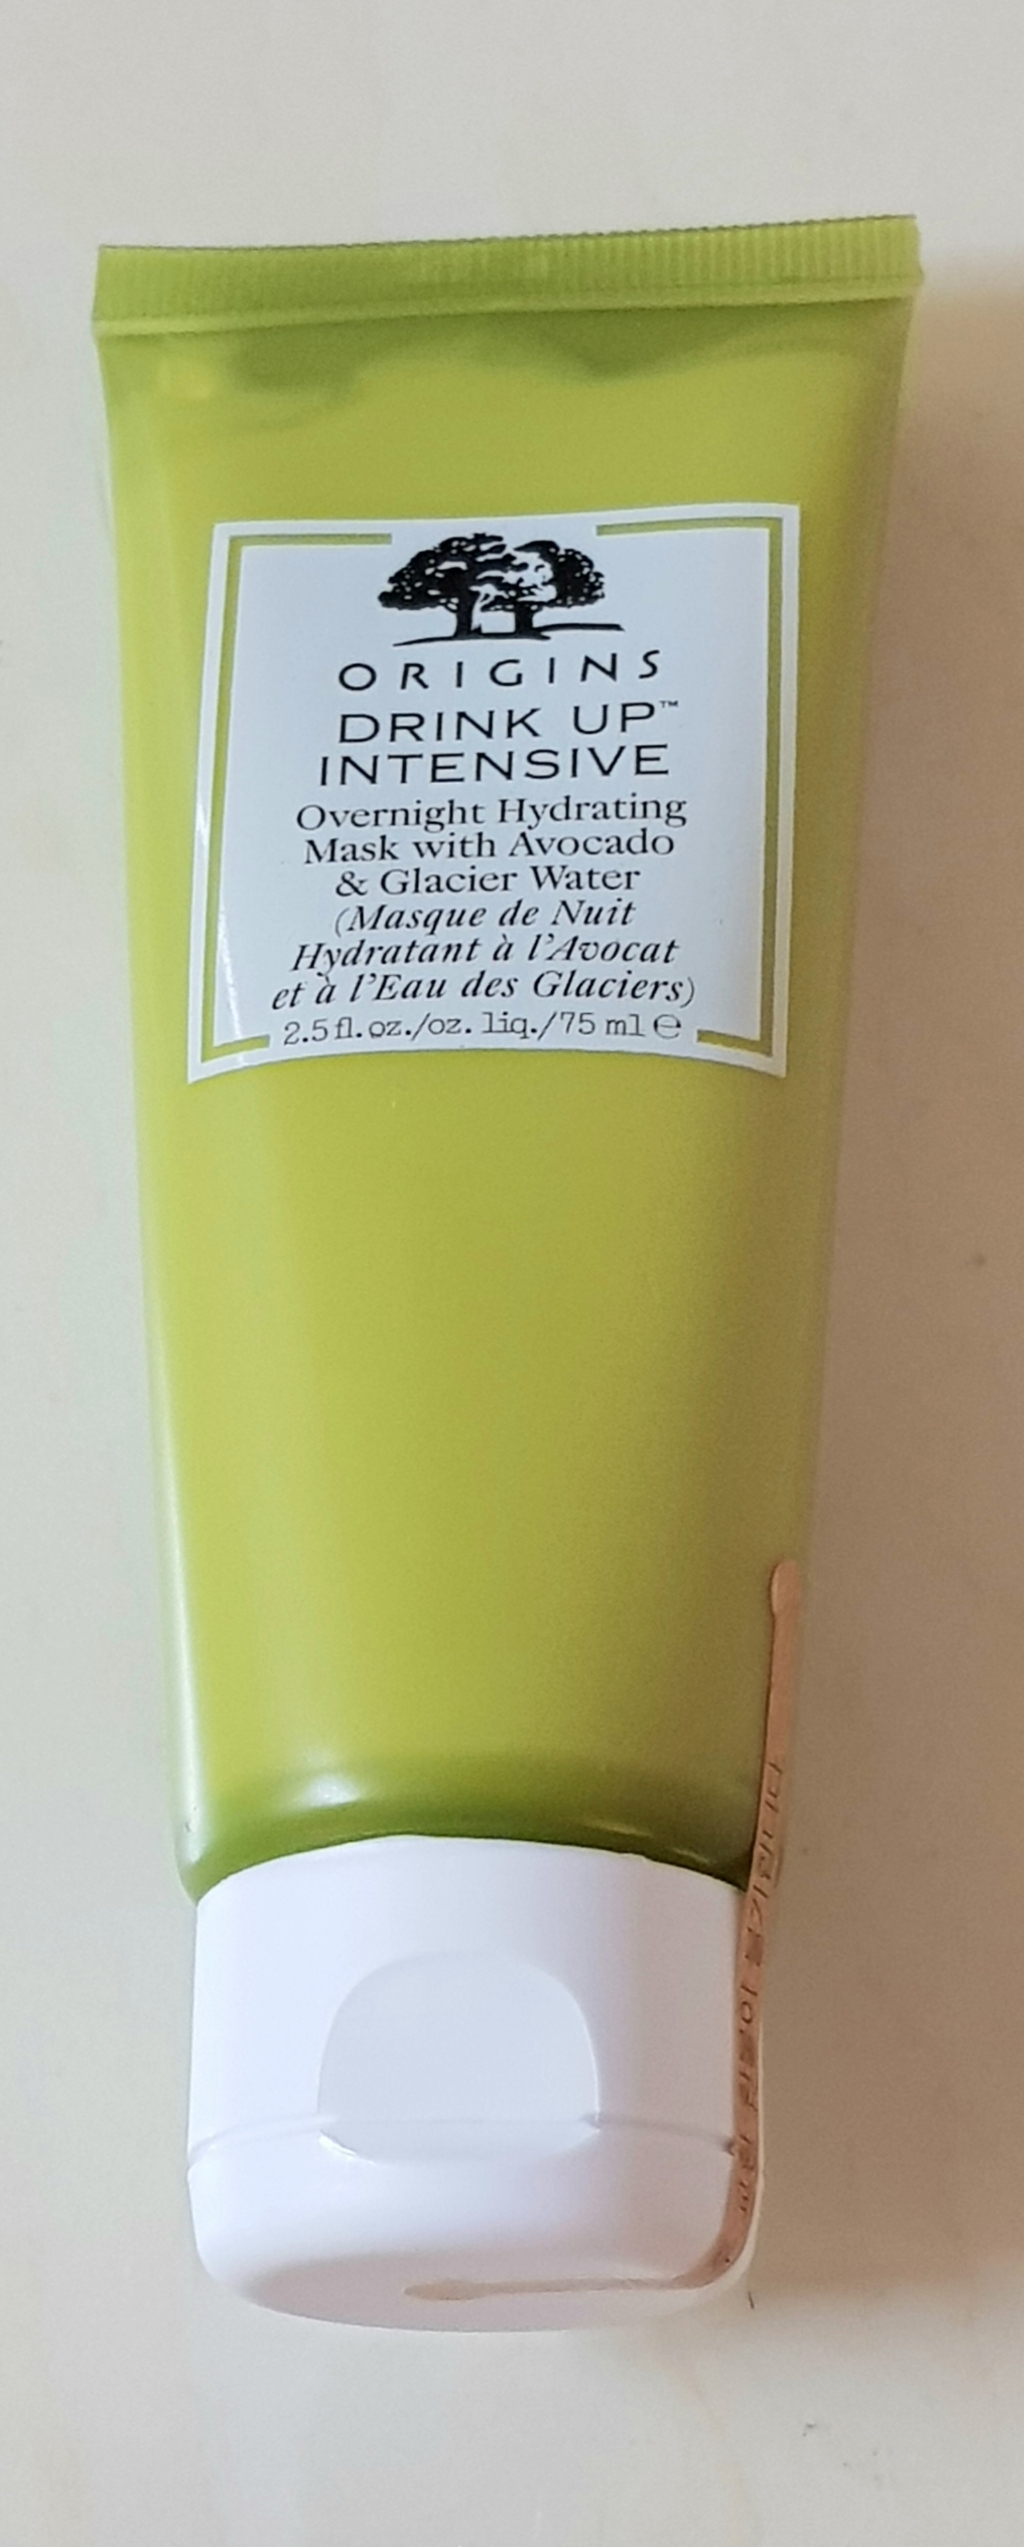 ORIGINS
DRINK UP™
INTENSIVE
Overnight Hydrating
Mask with Avocado
& Glacier Water
(Masque de Nuit
Hydratant à l'Avocat
et à l'Eau des Glaciers)
2.5 fl. oz./oz. liq./75 ml ℮